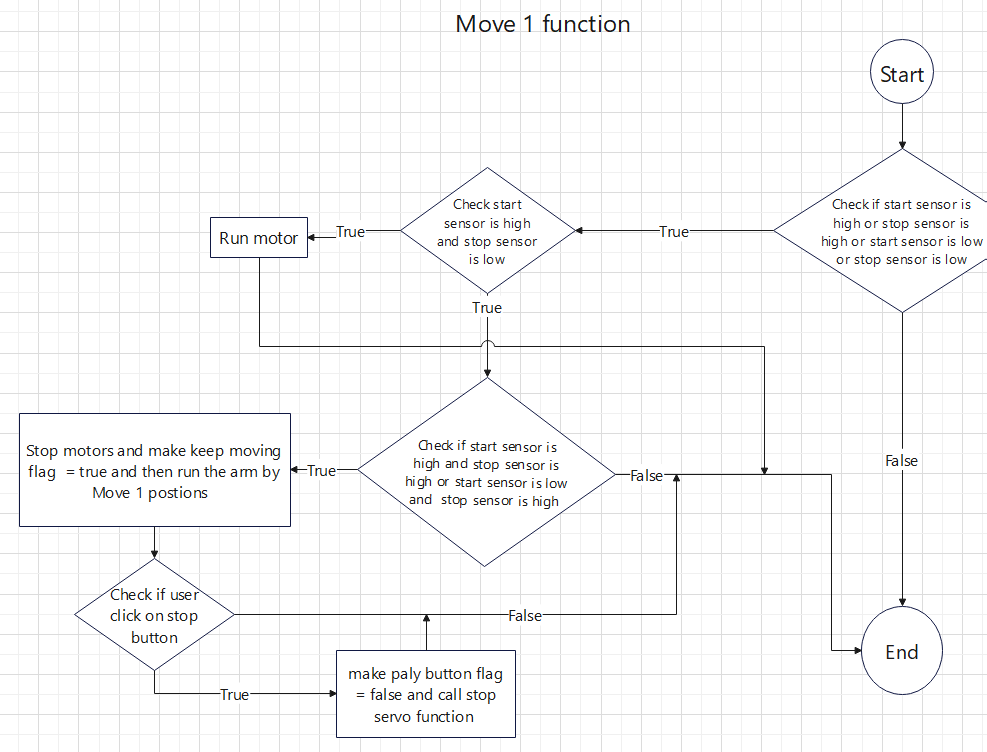 Move 1 function
Start
Check if start sensor is
high or stop sensor is
high or start sensor is low
or stop sensor is low
True
Check start
sensor is high
and stop sensor
is low
True
Run motor
True
Check if start sensor is
high and stop sensor is
high or start sensor is low
and stop sensor is high
True
False
False
Stop motors and make keep moving
flag = true and then run the arm by
Move 1 postions
Check if user
click on stop
button
False
True
make paly button flag
= false and call stop
servo function
End